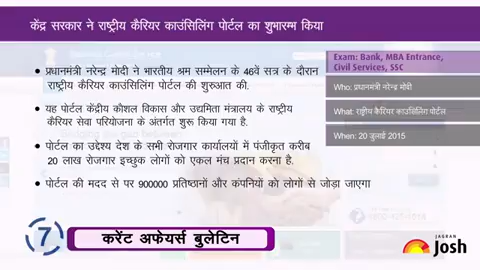 केंद्र सरकार ने राष्ट्रीय कैरियर काउंसिलिंग पोर्टल का शुभारम्भ किया
Exam: Bank, MBA Entrance,
Civil Services, SSC
Who: प्रधानमंत्री नरेन्द्र मोदी
What: राष्ट्रीय कैरियर काउंसिलिंग पोर्टल
When: 20 जुलाई 2015
• प्रधानमंत्री नरेन्द्र मोदी ने भारतीय श्रम सम्मेलन के 46वें सत्र के दौरान
राष्ट्रीय कैरियर काउंसिलिंग पोर्टल की शुरुआत की.
• यह पोर्टल केंद्रीय कौशल विकास और उद्यमिता मंत्रालय के राष्ट्रीय
कैरियर सेवा परियोजना के अंतर्गत शुरू किया गया है.
• पोर्टल का उद्देश्य देश के सभी रोजगार कार्यालयों में पंजीकृत करीब
20 लाख रोजगार इच्छुक लोगों को एकल मंच प्रदान करना है.
• पोर्टल की मदद से पर 900000 प्रतिष्ठानों और कंपनियों को लोगों से जोड़ा जाएगा
7 करेंट अफेयर्स बुलेटिन
JAGRAN
Josh